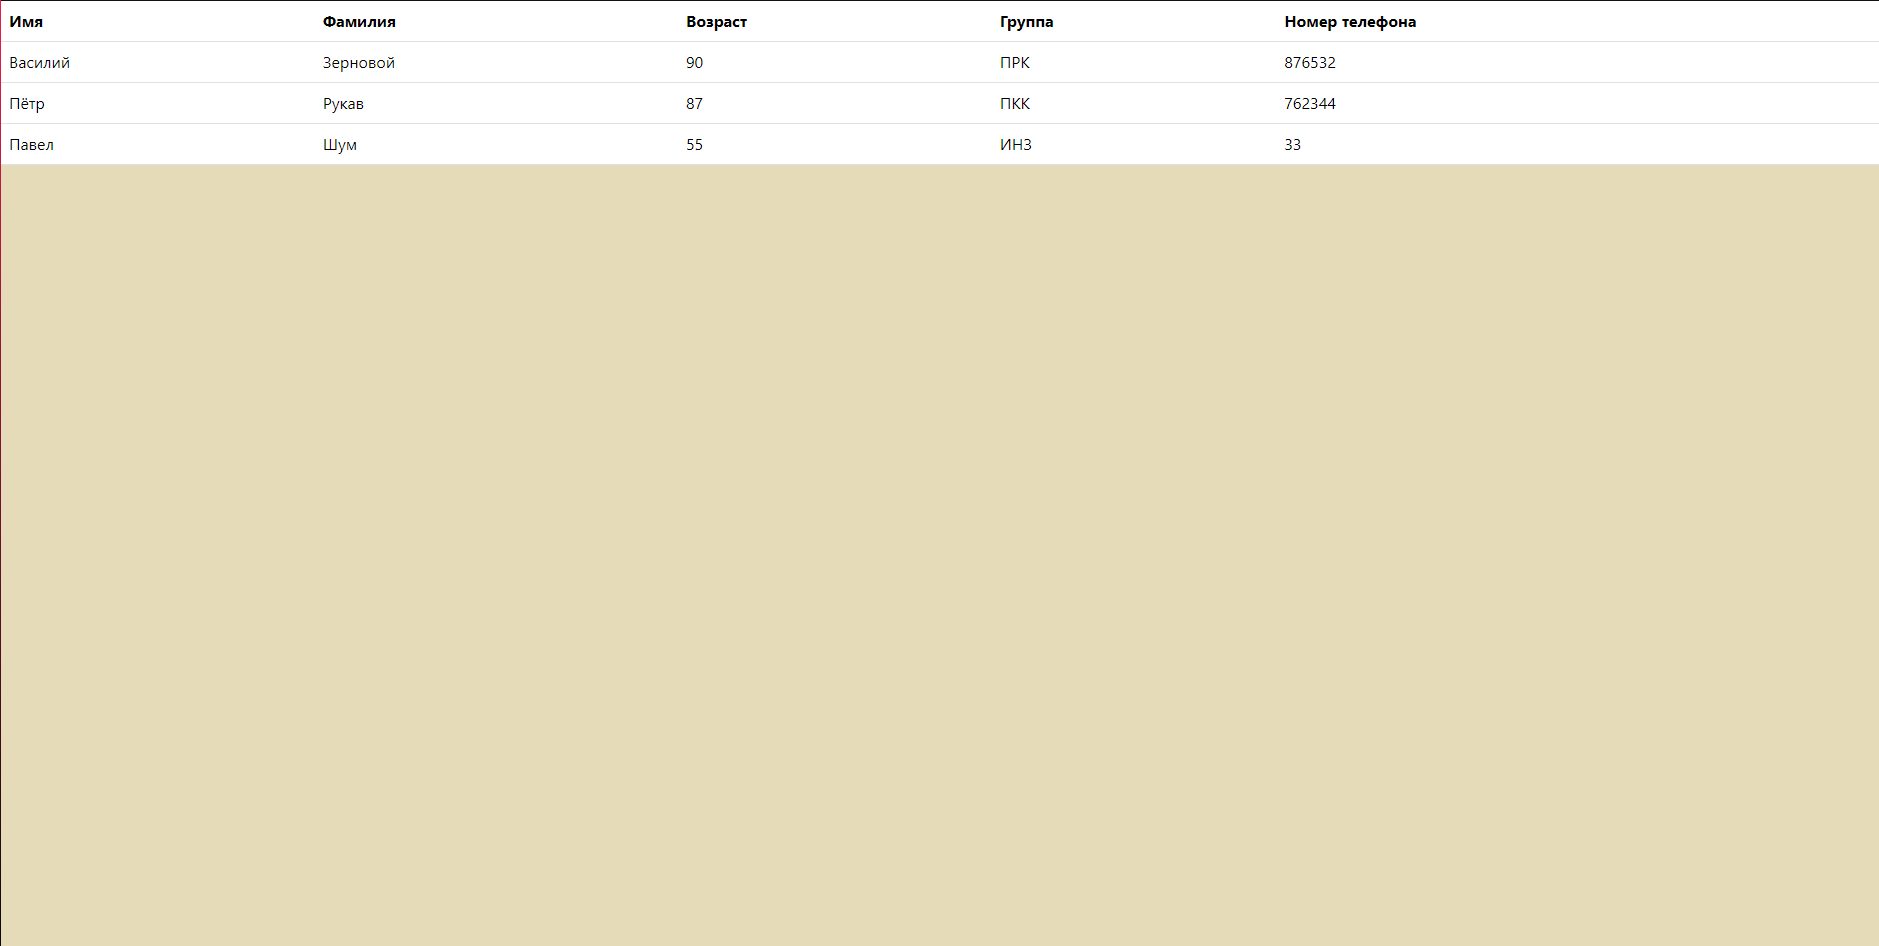 Имя Фамилия Возраст Группа Номер телефона
Василий Зерновой 90 ПРК 876532
Пётр Рукав 87 ПКК 762344
Павел Шум 55 ИНЗ 33